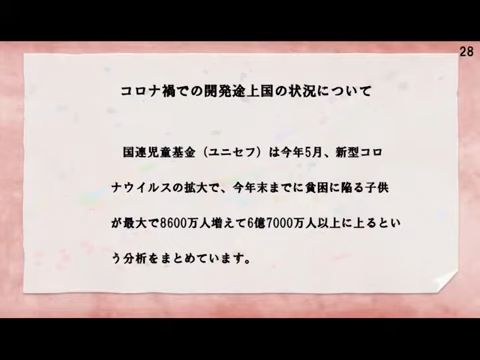 28
コロナ禍での開発途上国の状況について
国連児童基金（ユニセフ）は今年5月、新型コロ
ナウイルスの拡大で、今年末までに貧困に陥る子供
が最大で8600万人増えて6億7000万人以上に上るとい
う分析をまとめています。